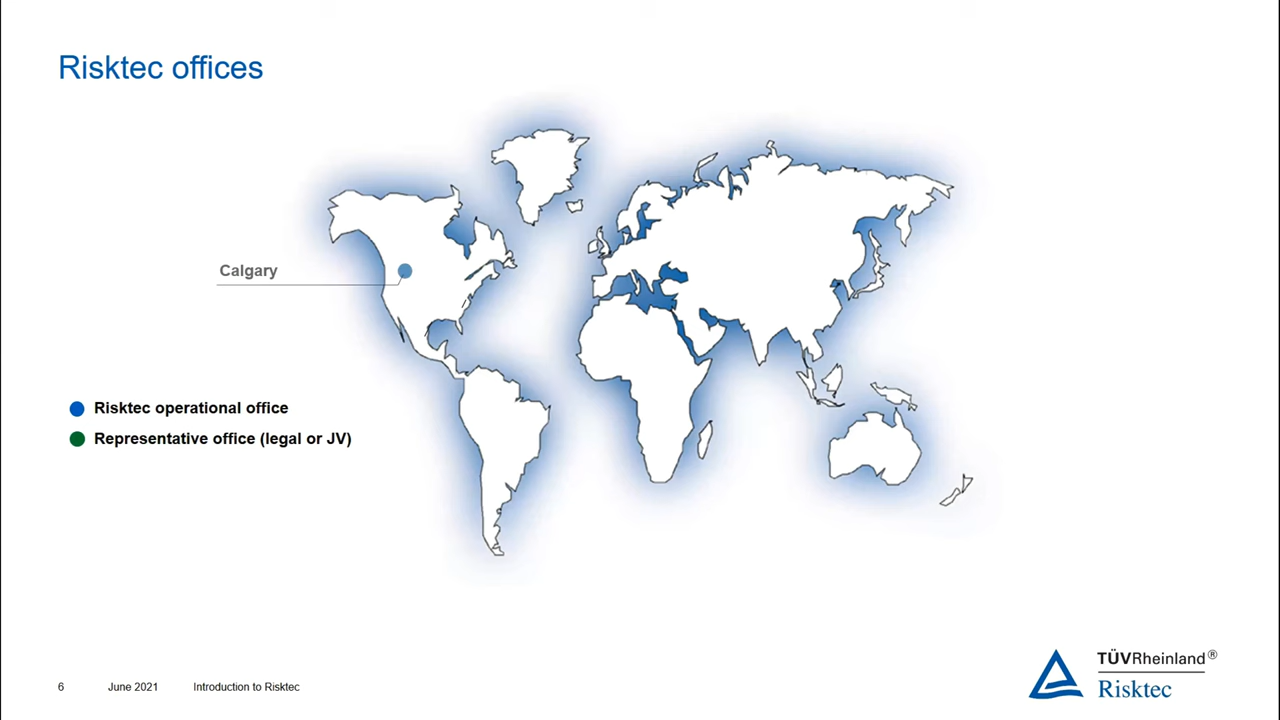 Risktec offices
Calgary
Risktec operational office
Representative office (legal or JV)
6 June 2021 Introduction to Risktec
TÜVRheinland®
Risktec